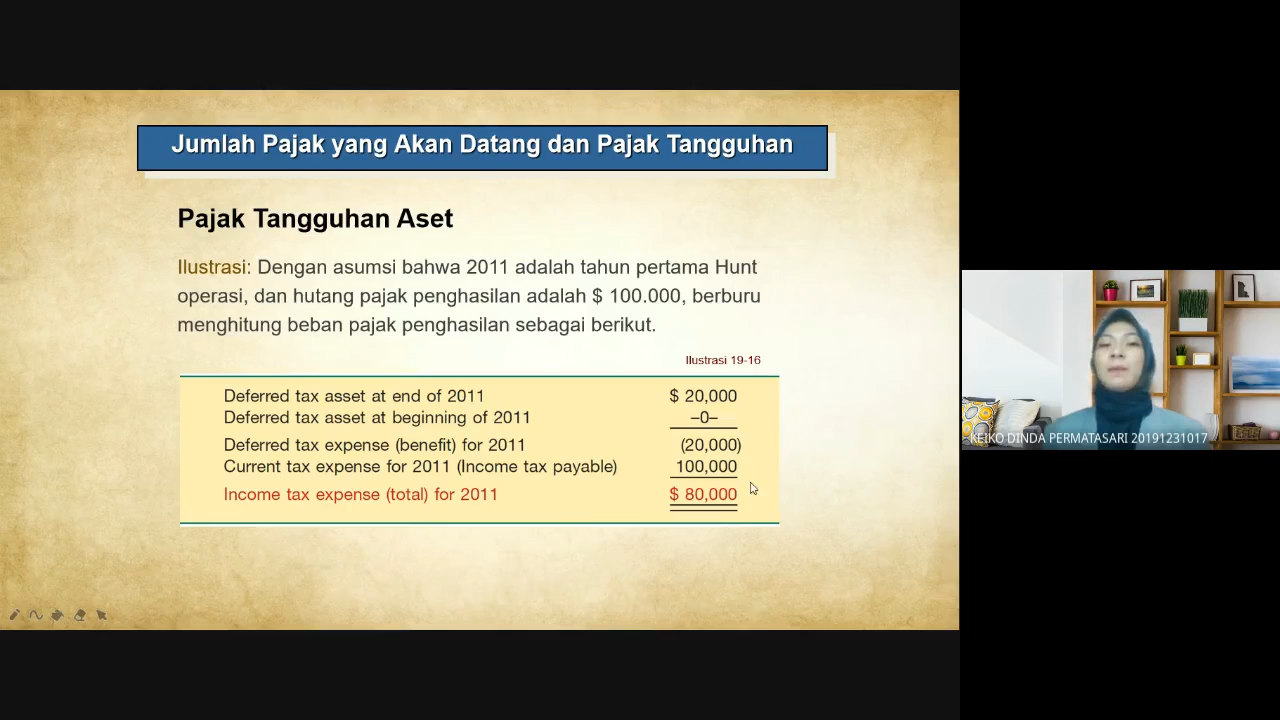 Jumlah Pajak yang Akan Datang dan Pajak Tangguhan
Pajak Tangguhan Aset
Ilustrasi: Dengan asumsi bahwa 2011 adalah tahun pertama Hunt
operasi, dan hutang pajak penghasilan adalah $ 100.000, berburu
menghitung beban pajak penghasilan sebagai berikut.
Ilustrasi 19-16
Deferred tax asset at end of 2011 $ 20,000
Deferred tax asset at beginning of 2011 –0–
Deferred tax expense (benefit) for 2011 (20,000)
Current tax expense for 2011 (Income tax payable) 100,000
Income tax expense (total) for 2011 $ 80,000
KEIKO DINDA PERMATASARI 20191231017